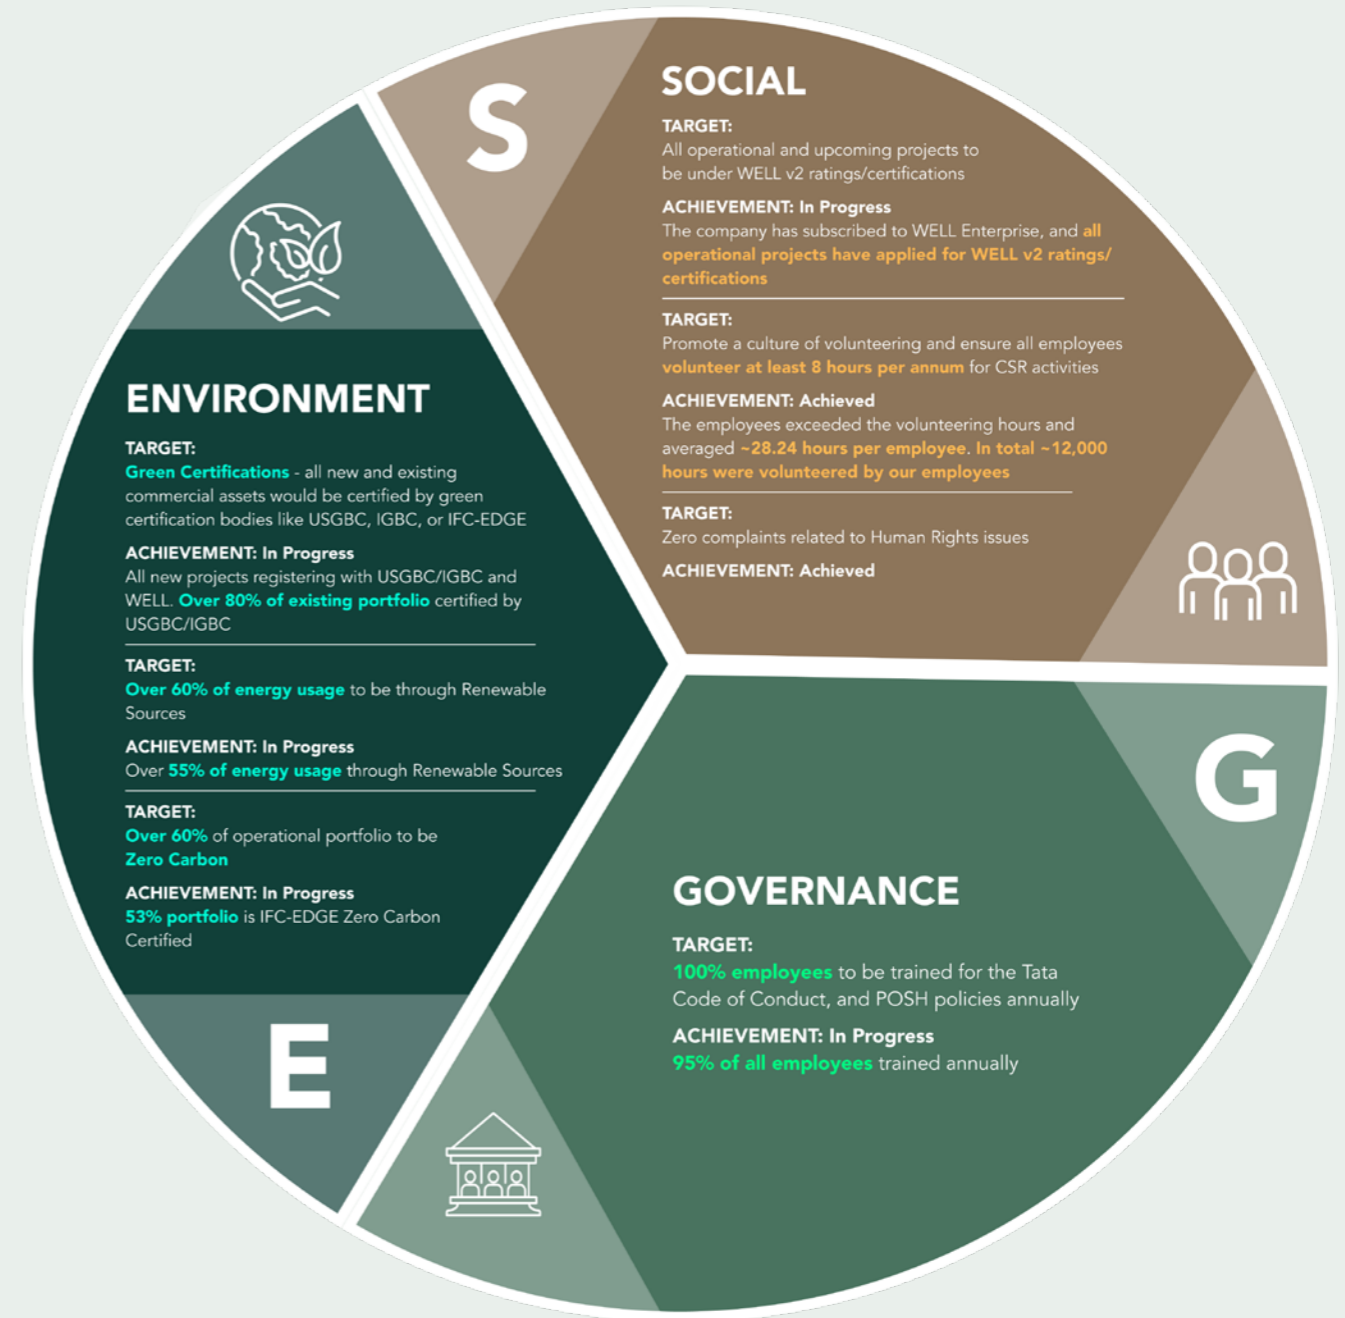 S
SOCIAL
TARGET:
All operational and upcoming projects to
be under WELL v2 ratings/certifications
ACHIEVEMENT: In Progress
The company has subscribed to WELL Enterprise, and all
operational projects have applied for WELL v2 ratings/
certifications
TARGET:
Promote a culture of volunteering and ensure all employees
volunteer at least 8 hours per annum for CSR activities
ACHIEVEMENT: Achieved
The employees exceeded the volunteering hours and
averaged ~28.24 hours per employee. In total ~12,000
hours were volunteered by our employees
TARGET:
Zero complaints related to Human Rights issues
ACHIEVEMENT: Achieved
ENVIRONMENT
TARGET:
Green Certifications - all new and existing
commercial assets would be certified by green
certification bodies like USGBC, IGBC, or IFC-EDGE
ACHIEVEMENT: In Progress
All new projects registering with USGBC/IGBC and
WELL. Over 80% of existing portfolio certified by
USGBC/IGBC
TARGET:
Over 60% of energy usage to be through Renewable
Sources
ACHIEVEMENT: In Progress
Over 55% of energy usage through Renewable Sources
TARGET:
Over 60% of operational portfolio to be
Zero Carbon
ACHIEVEMENT: In Progress
53% portfolio is IFC-EDGE Zero Carbon
Certified
E
G
GOVERNANCE
TARGET:
100% employees to be trained for the Tata
Code of Conduct, and POSH policies annually
ACHIEVEMENT: In Progress
95% of all employees trained annually